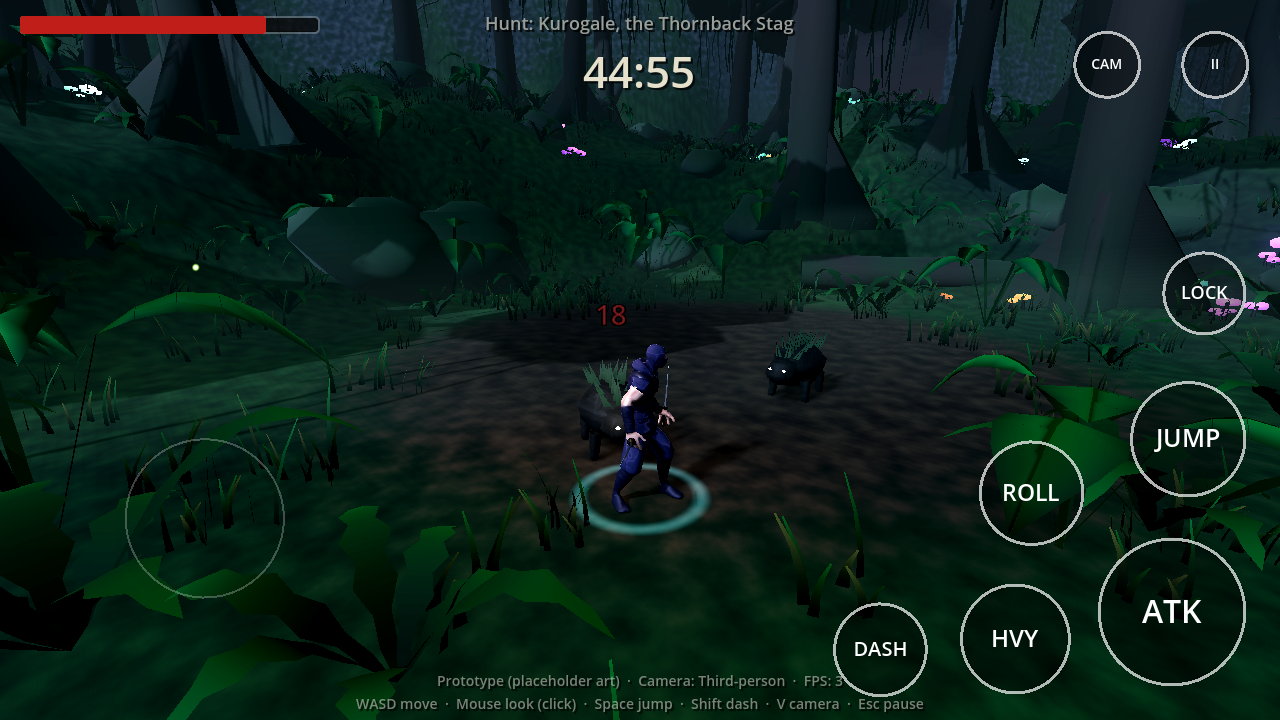 Hunt: Kurogale, the Thornback Stag
44:55
CAM
II
LOCK
18
JUMP
ROLL
ATK
HVY
DASH
Prototype (placeholder art) · Camera: Third-person · FPS: 3
WASD move · Mouse look (click) · Space jump · Shift dash · V camera · Esc pause